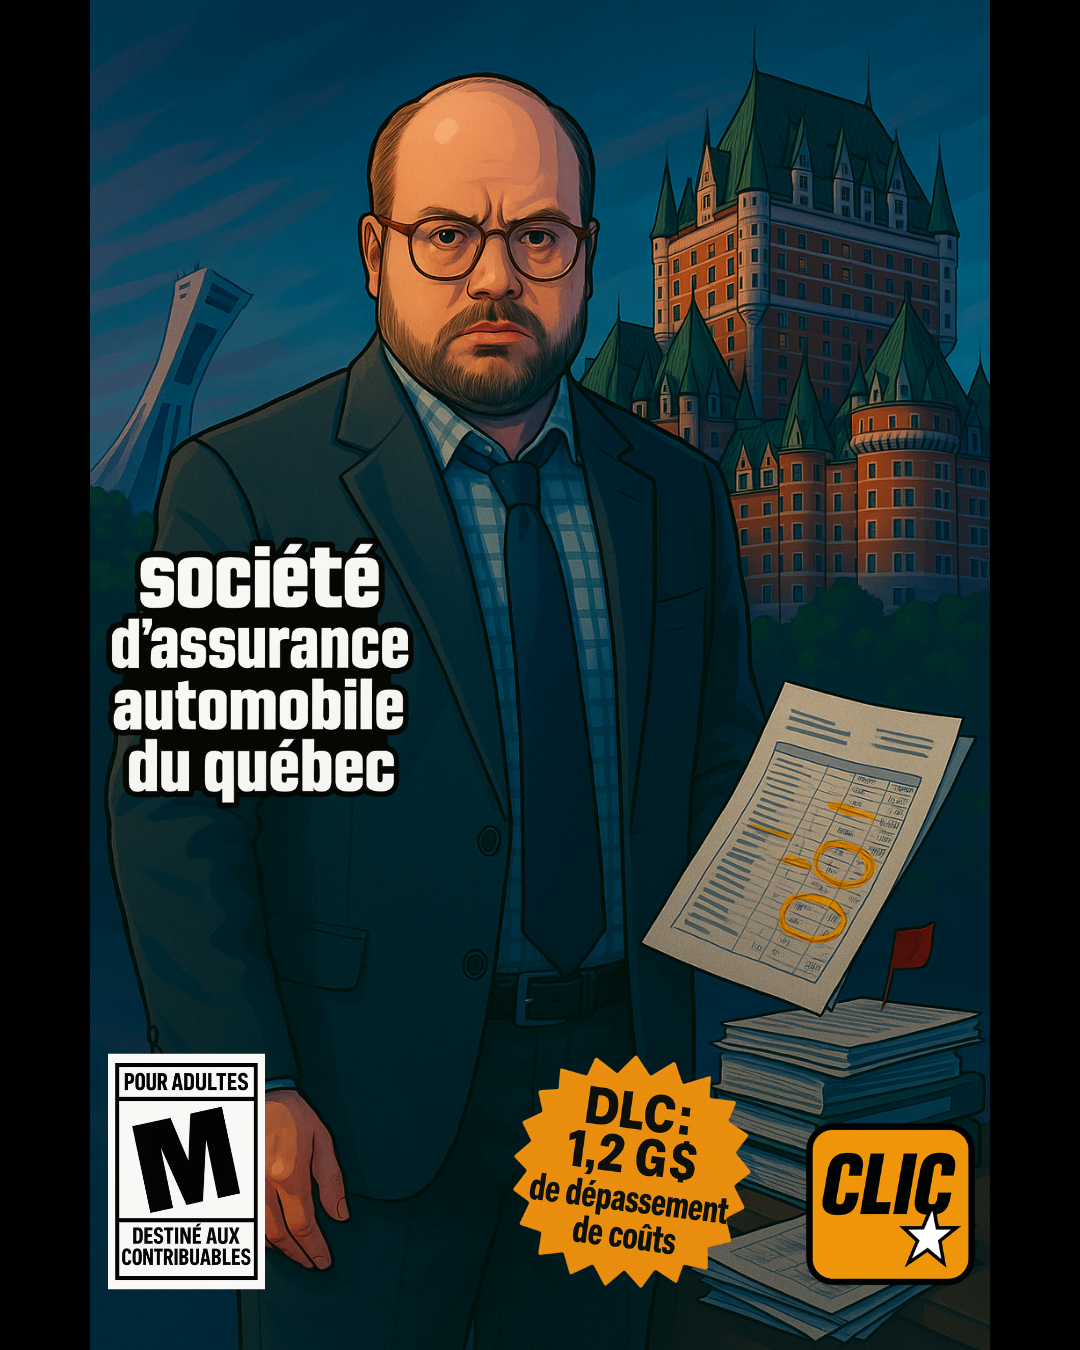 société
d'assurance
automobile
du québec
POUR ADULTES
M
DESTINÉ AUX
CONTRIBUABLES
DLC:
1,2 G$
de dépassement
de coûts
CLIC